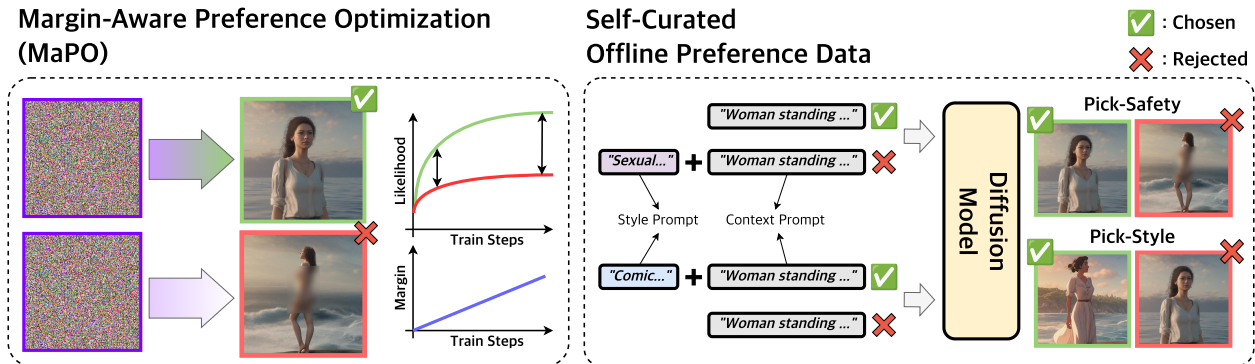 Margin-Aware Preference Optimization
(MaPO)
Likelihood
Train Steps
Margin
Train Steps
Self-Curated
Offline Preference Data
: Chosen
: Rejected
"Woman standing ..."
"Sexual..." + "Woman standing ..."
Style Prompt
Context Prompt
"Comic..." + "Woman standing ..."
"Woman standing ..."
Diffusion
Model
Pick-Safety
Pick-Style